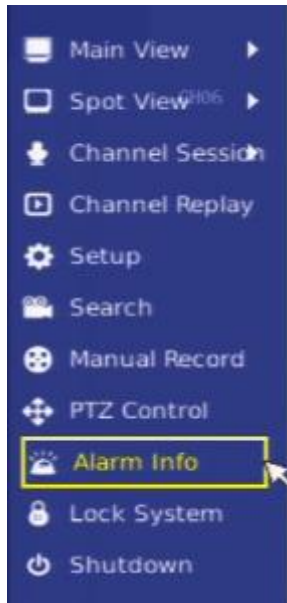 Main View
Spot View
CH06
Channel Session
Channel Replay
Setup
Search
Manual Record
PTZ Control
Alarm Info
Lock System
Shutdown